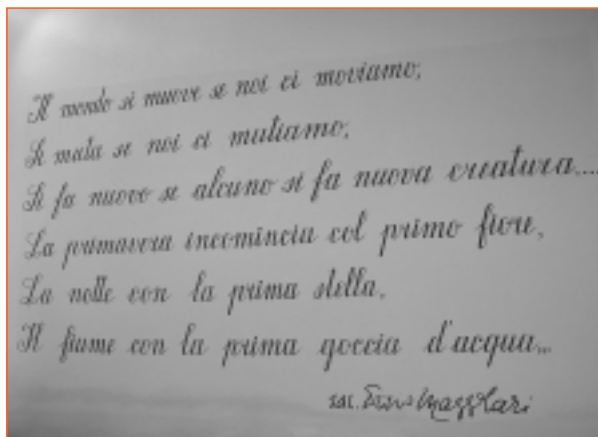 Il mondo si muove se noi ci moviamo;
Si muta se noi ci mutiamo;
Si fa nuovo se alcuno si fa nuova creatura....
La primavera incomincia col primo fiore,
La notte con la prima stella,
Il fiume con la prima goccia d'acqua...
sac.